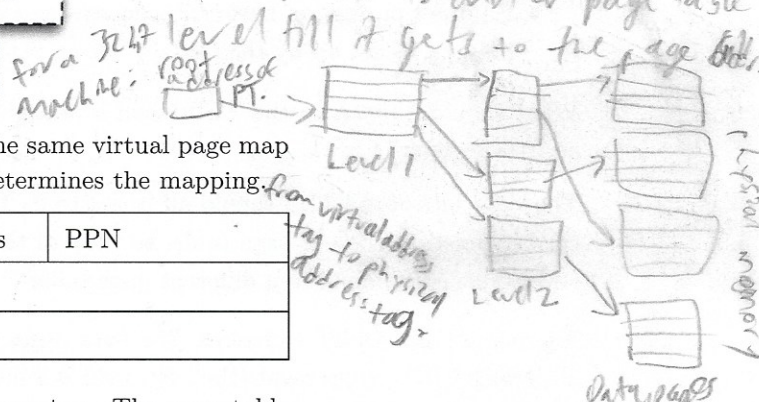 page table
level till it gets to the page
for a 32 bit
machine:
root
address of
PT.
Level 1
Level 2
physical memory
Data pages
he same virtual page map
etermines the mapping.
from virtual address
tag to physical
address tag.
s PPN